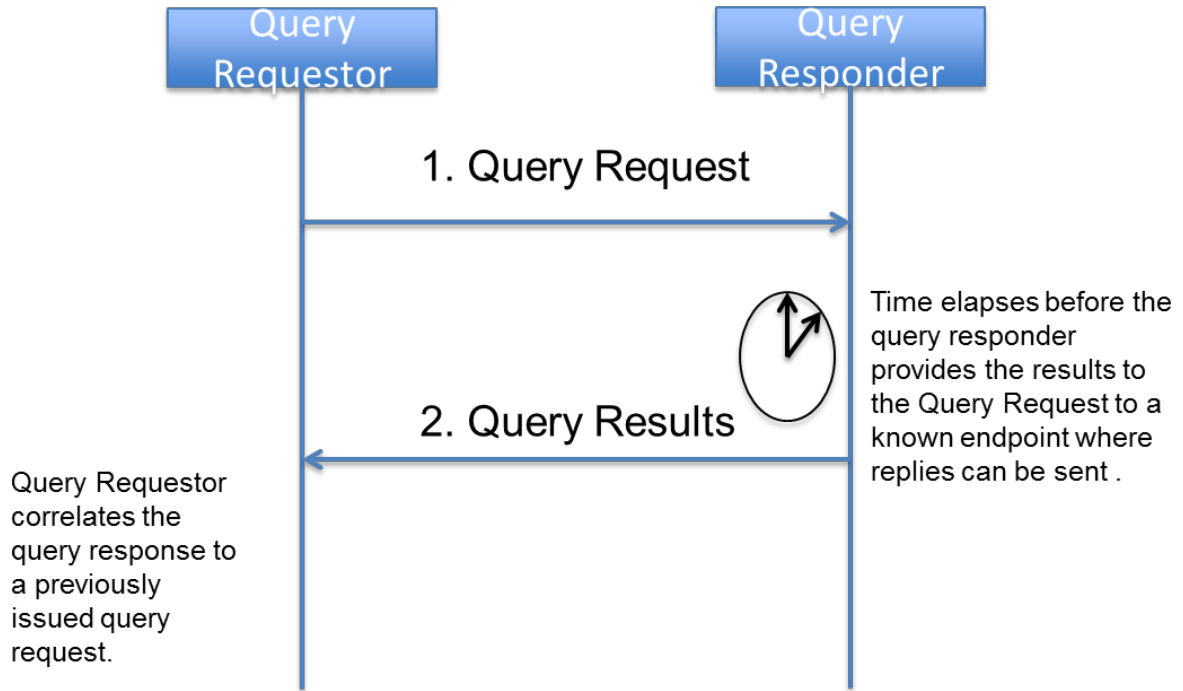 Query
Requestor
Query
Responder
1. Query Request
Time elapses before the
query responder
provides the results to
the Query Request to a
known endpoint where
replies can be sent .
2. Query Results
Query Requestor
correlates the
query response to
a previously
issued query
request.